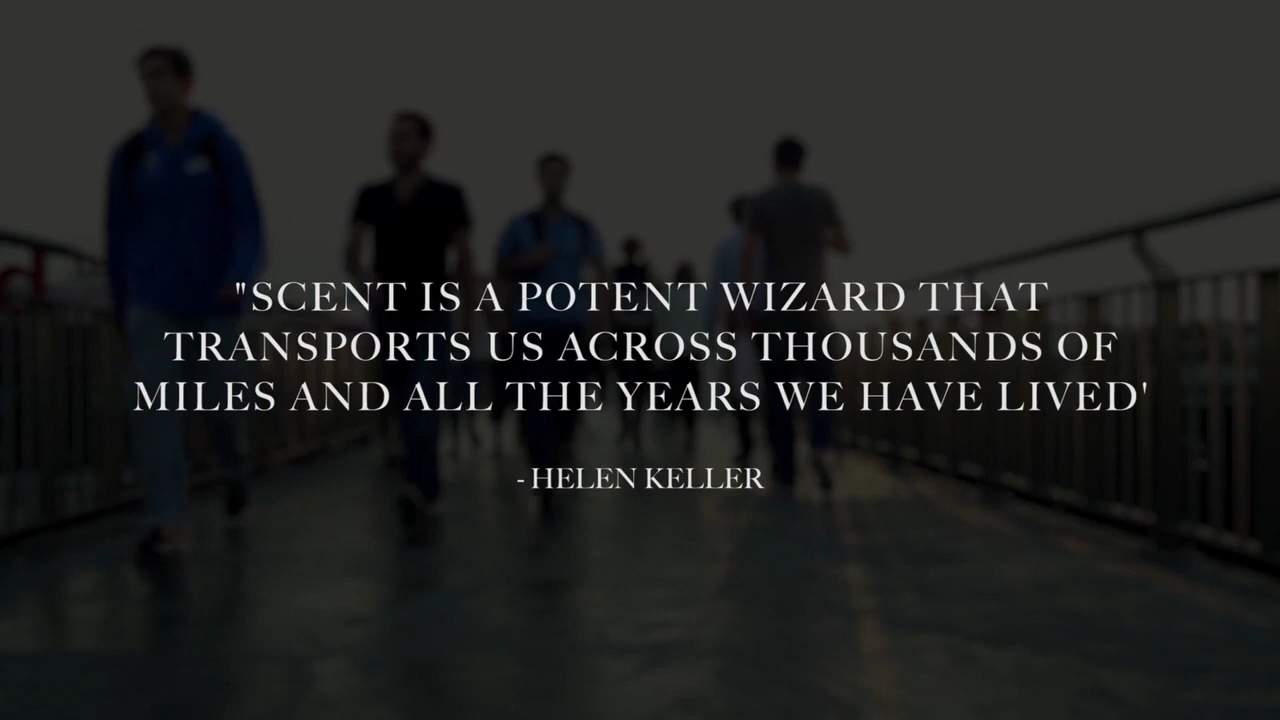 "SCENT IS A POTENT WIZARD THAT
TRANSPORTS US ACROSS THOUSANDS OF
MILES AND ALL THE YEARS WE HAVE LIVED'
- HELEN KELLER